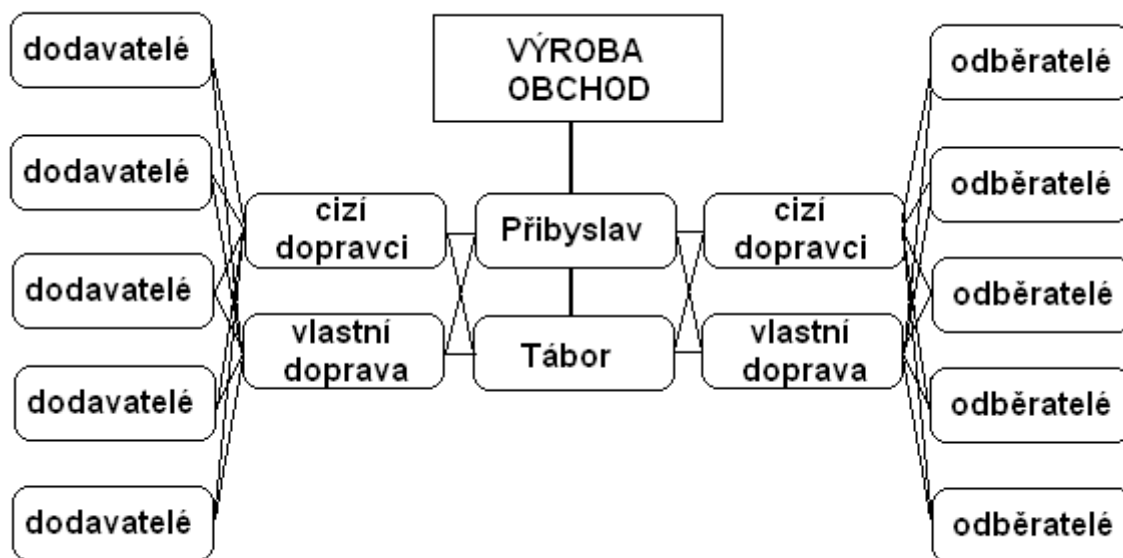 dodavatelé
dodavatelé
dodavatelé
dodavatelé
dodavatelé
cizí
dopravci
vlastní
doprava
VÝROBA
OBCHOD
Přibyslav
Tábor
cizí
dopravci
vlastní
doprava
odběratelé
odběratelé
odběratelé
odběratelé
odběratelé